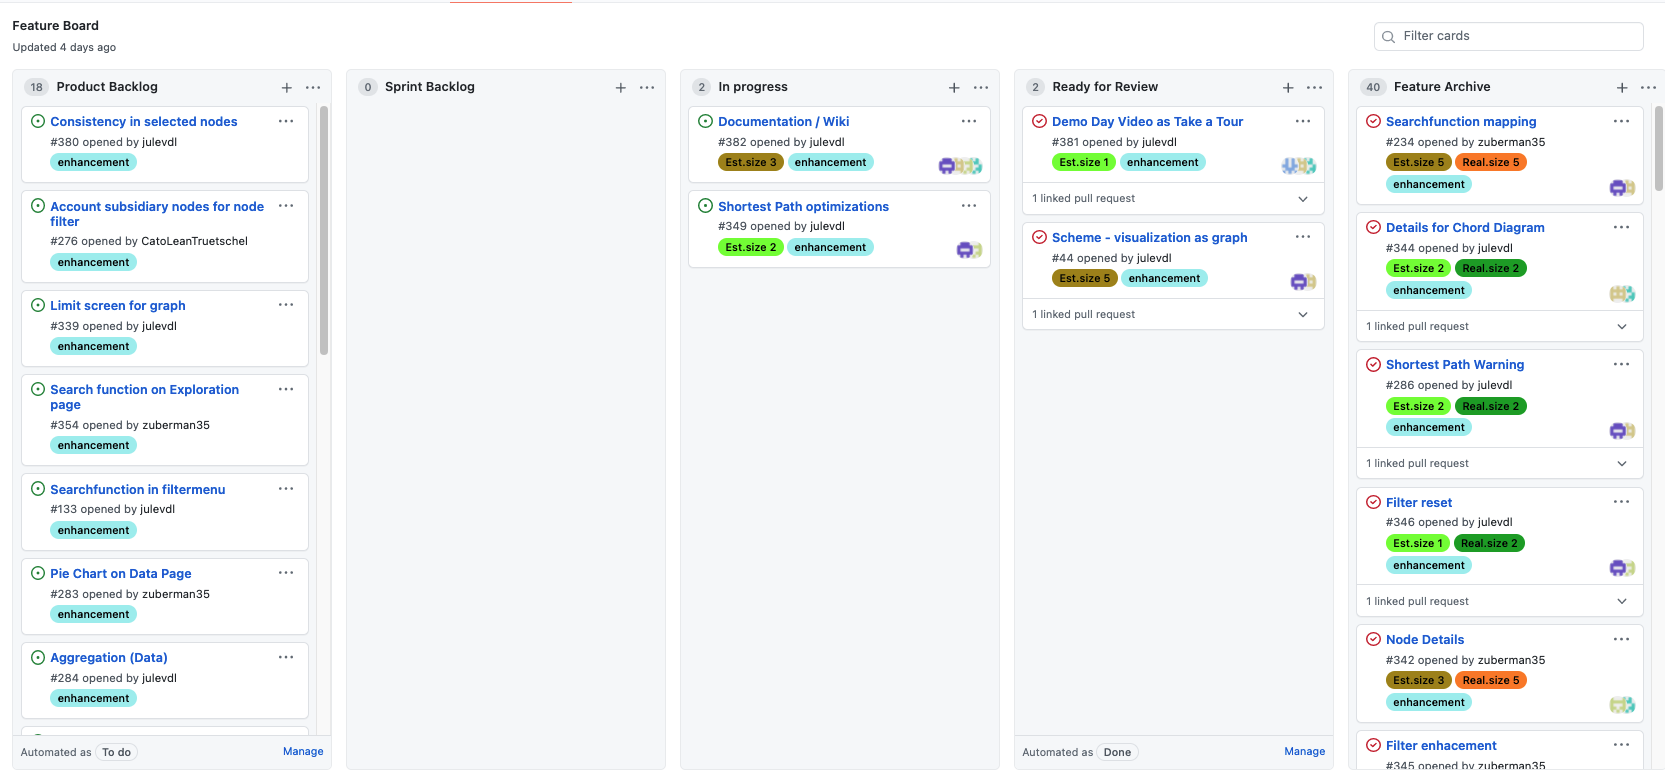 Feature Board
Updated 4 days ago
Filter cards
18 Product Backlog
Consistency in selected nodes
#380 opened by julevdl
enhancement
Account subsidiary nodes for node
filter
#276 opened by CatoLeanTruetschel
enhancement
Limit screen for graph
#339 opened by julevdl
enhancement
Search function on Exploration
page
#354 opened by zuberman35
enhancement
Searchfunction in filtermenu
#133 opened by julevdl
enhancement
Pie Chart on Data Page
#283 opened by zuberman35
enhancement
Aggregation (Data)
#284 opened by julevdl
enhancement
Automated as To do Manage
0 Sprint Backlog
2 In progress
Documentation / Wiki
#382 opened by julevdl
Est.size 3 enhancement
Shortest Path optimizations
#349 opened by julevdl
Est.size 2 enhancement
2 Ready for Review
Demo Day Video as Take a Tour
#381 opened by julevdl
Est.size 1 enhancement
1 linked pull request
Scheme - visualization as graph
#44 opened by julevdl
Est.size 5 enhancement
1 linked pull request
Automated as Done Manage
40 Feature Archive
Searchfunction mapping
#234 opened by zuberman35
Est.size 5 Real.size 5
enhancement
Details for Chord Diagram
#344 opened by julevdl
Est.size 2 Real.size 2
enhancement
1 linked pull request
Shortest Path Warning
#286 opened by julevdl
Est.size 2 Real.size 2
enhancement
1 linked pull request
Filter reset
#346 opened by julevdl
Est.size 1 Real.size 2
enhancement
1 linked pull request
Node Details
#342 opened by zuberman35
Est.size 3 Real.size 5
enhancement
Filter enhacement
#345 opened by zuberman35